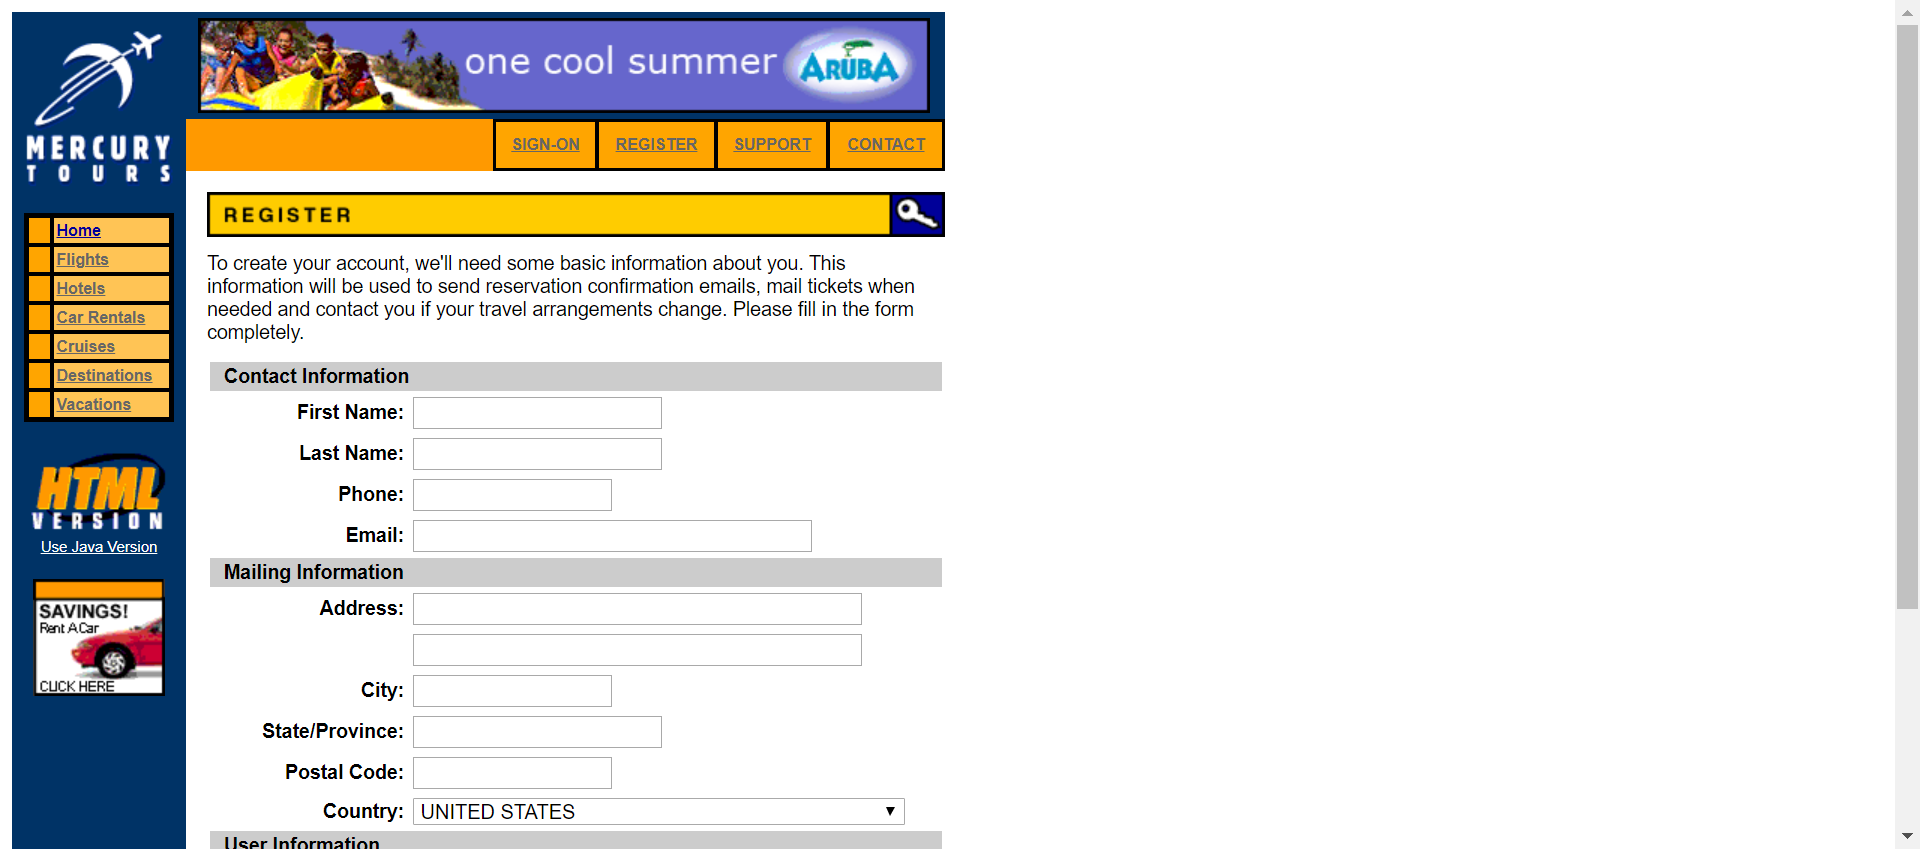 one cool summer
ARUBA
MERCURY
TOURS
SIGN-ON
REGISTER
SUPPORT
CONTACT
REGISTER
Home
Flights
Hotels
Car Rentals
Cruises
Destinations
Vacations
HTML
VERSION
Use Java Version
SAVINGS!
Rent A Car
CLICK HERE
To create your account, we'll need some basic information about you. This
information will be used to send reservation confirmation emails, mail tickets when
needed and contact you if your travel arrangements change. Please fill in the form
completely.
Contact Information
First Name:
Last Name:
Phone:
Email:
Mailing Information
Address:
City:
State/Province:
Postal Code:
Country: UNITED STATES
User Information